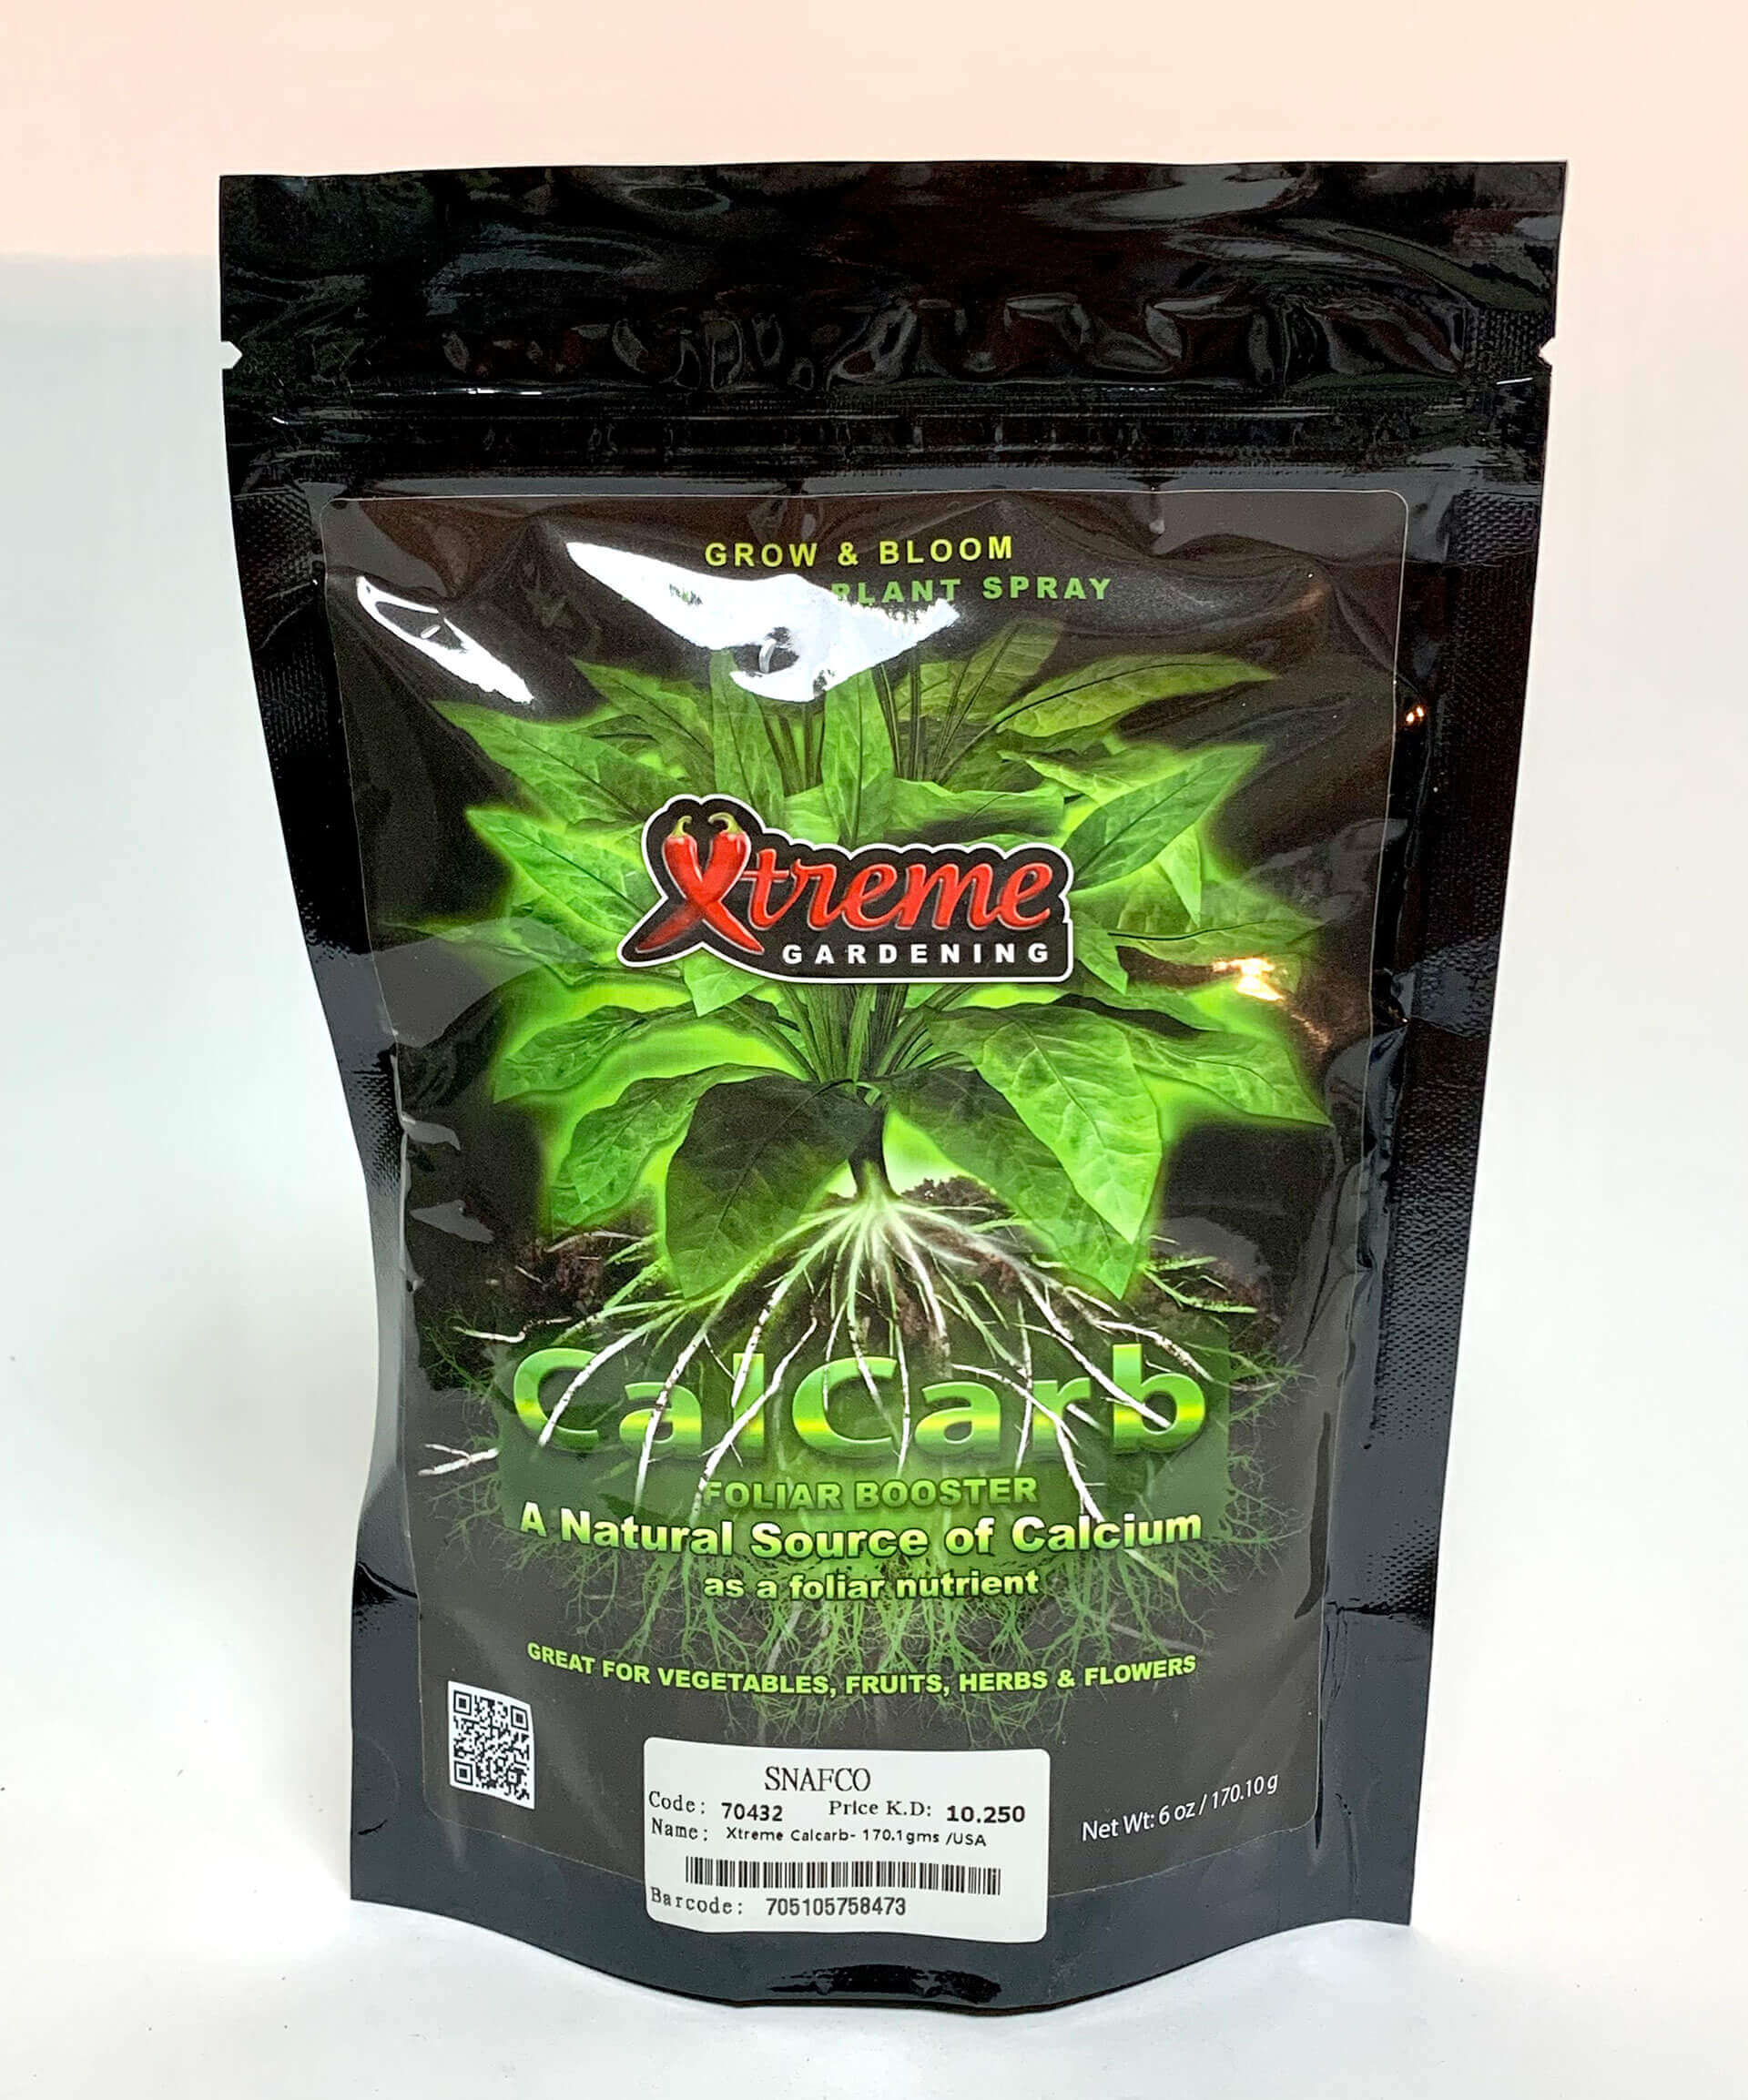 GROW & BLOOM
PLANT SPRAY
Xtreme
GARDENING
CalCarb
FOLIAR BOOSTER
A Natural Source of Calcium
as a foliar nutrient
GREAT FOR VEGETABLES, FRUITS, HERBS & FLOWERS
Net Wt: 6 oz / 170.10 g
SNAFCO
Code: 70432 Price K.D: 10.250
Name: Xtreme Calcarb- 170.1gms /USA
Barcode: 705105758473